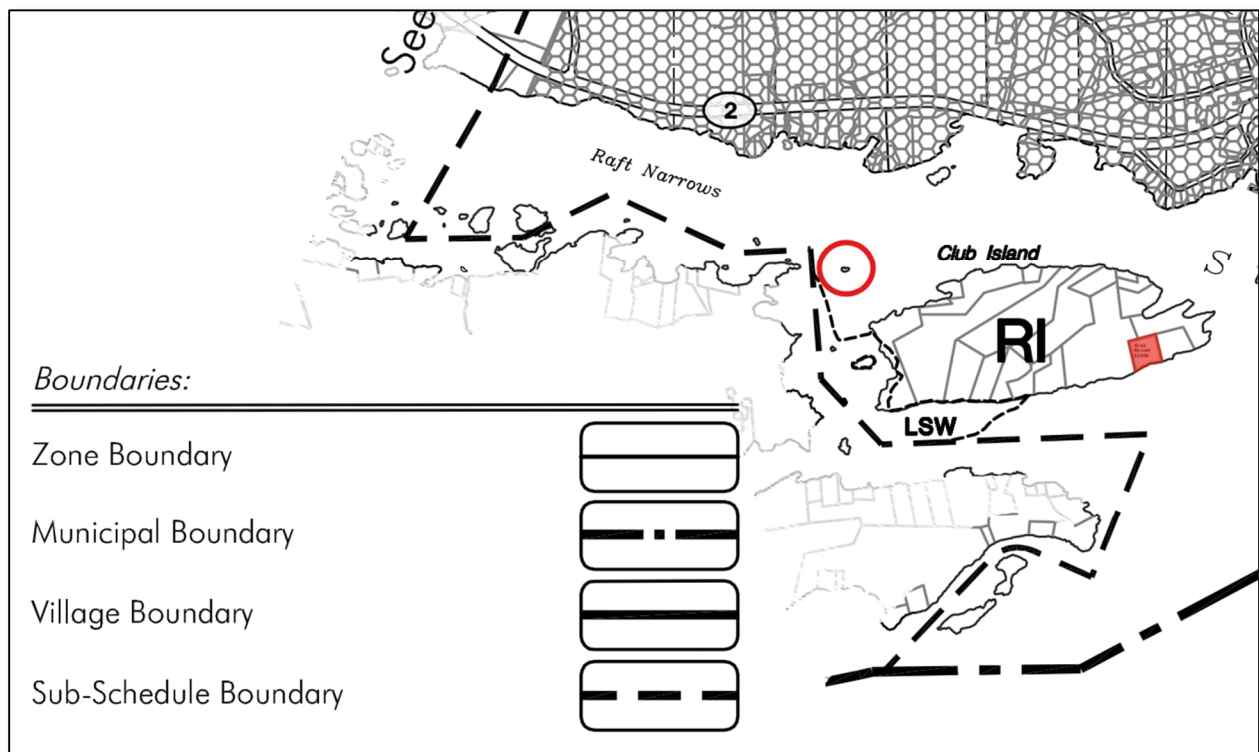 See
2
Raft Narrows
Club Island
S
RI
LSW
Boundaries:
Zone Boundary
Municipal Boundary
Village Boundary
Sub-Schedule Boundary